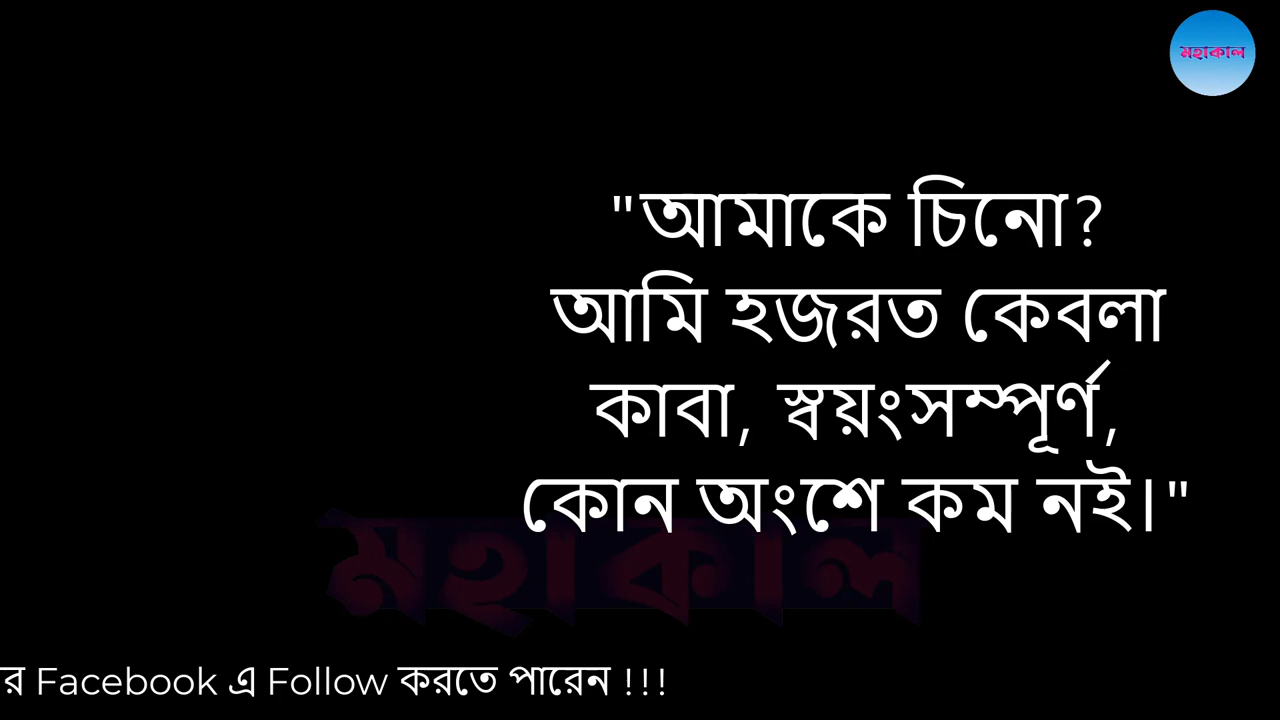 মহাকাল
"আমাকে চিনো?
আমি হজরত কেবলা
কাবা, স্বয়ংসম্পূর্ণ,
কোন অংশে কম নই।"
মহাকাল
র Facebook এ Follow করতে পারেন !!!